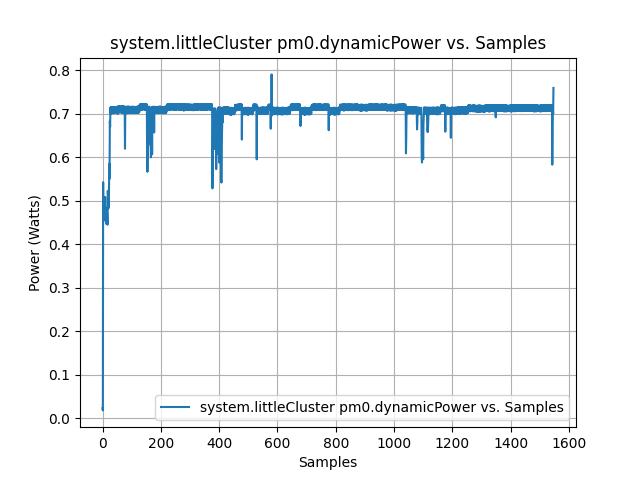 system.littleCluster pm0.dynamicPower vs. Samples
0.8
0.7
0.6
0.5
0.4
0.3
0.2
0.1
0.0
Power (Watts)
system.littleCluster pm0.dynamicPower vs. Samples
0 200 400 600 800 1000 1200 1400 1600
Samples